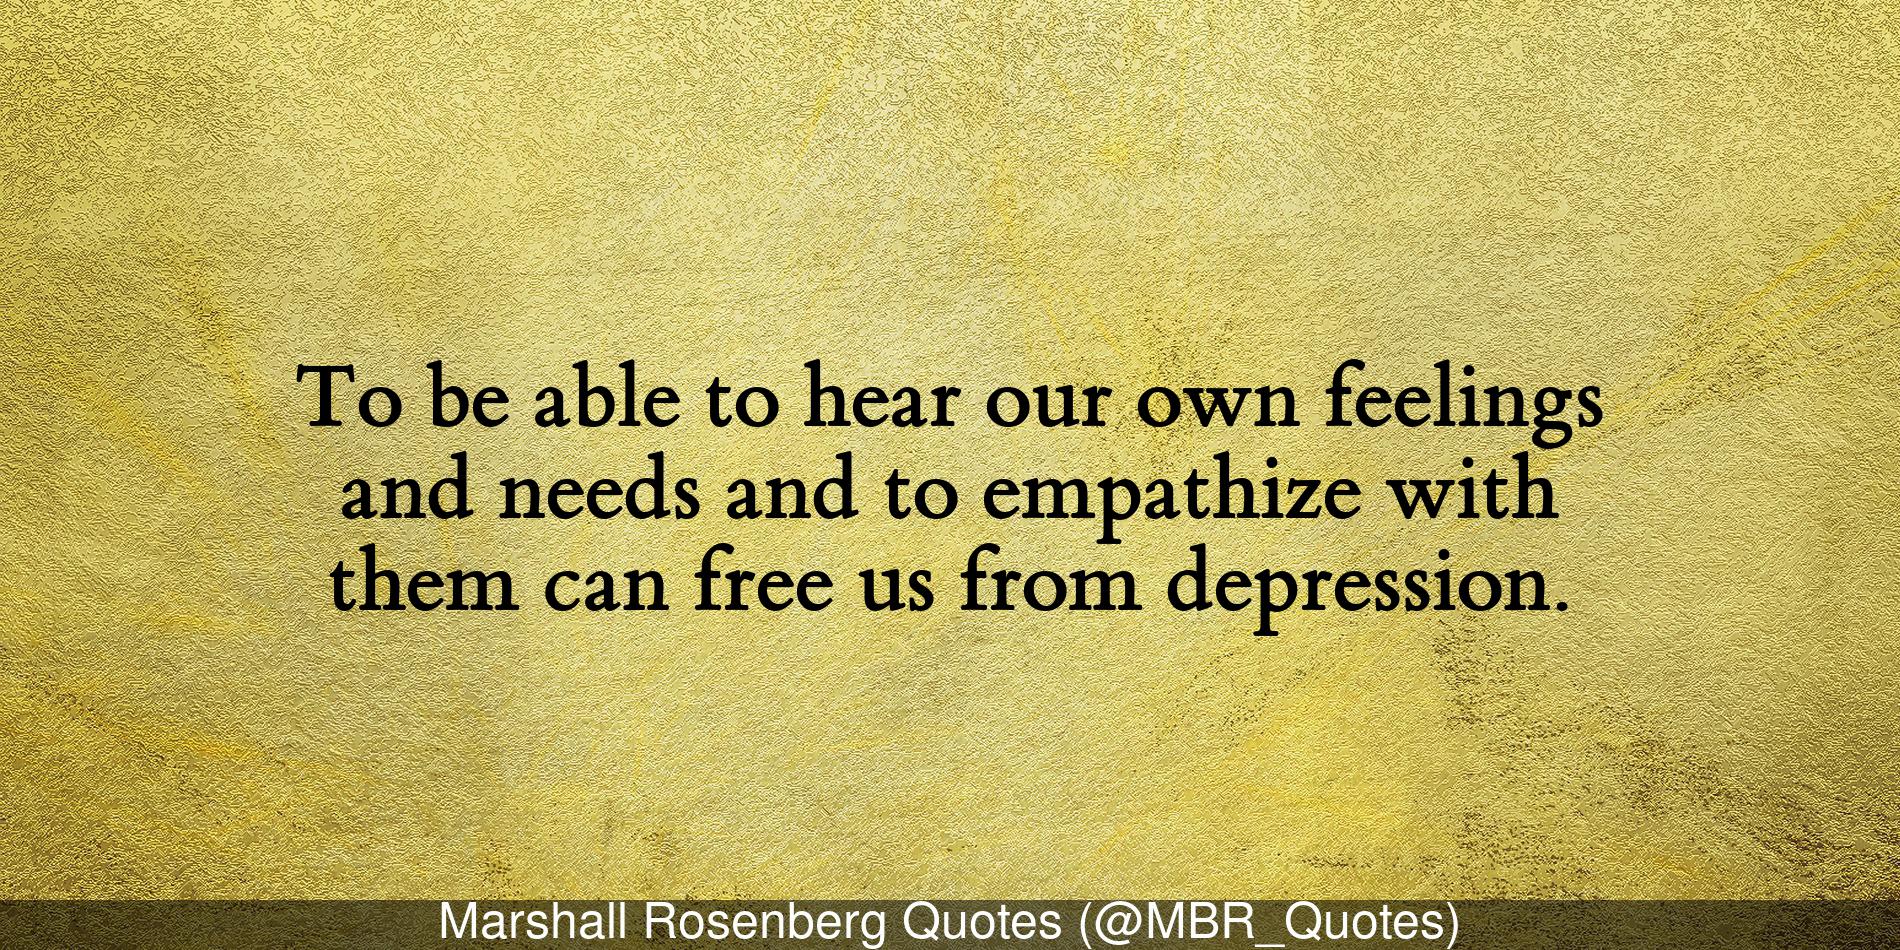 To be able to hear our own feelings
and needs and to empathize with
them can free us from depression.
Marshall Rosenberg Quotes (@MBR_Quotes)